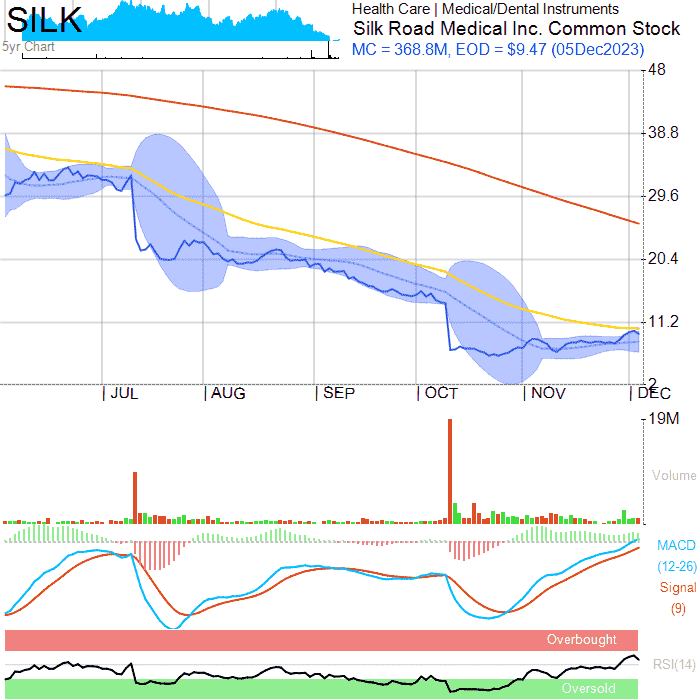 SILK
5yr Chart
Health Care | Medical/Dental Instruments
Silk Road Medical Inc. Common Stock
MC = 368.8M, EOD = $9.47 (05Dec2023)
48
38.8
29.6
20.4
11.2
2
JUL AUG SEP OCT NOV DEC
19M
Volume
MACD
(12-26)
Signal
(9)
Overbought
RSI(14)
Oversold